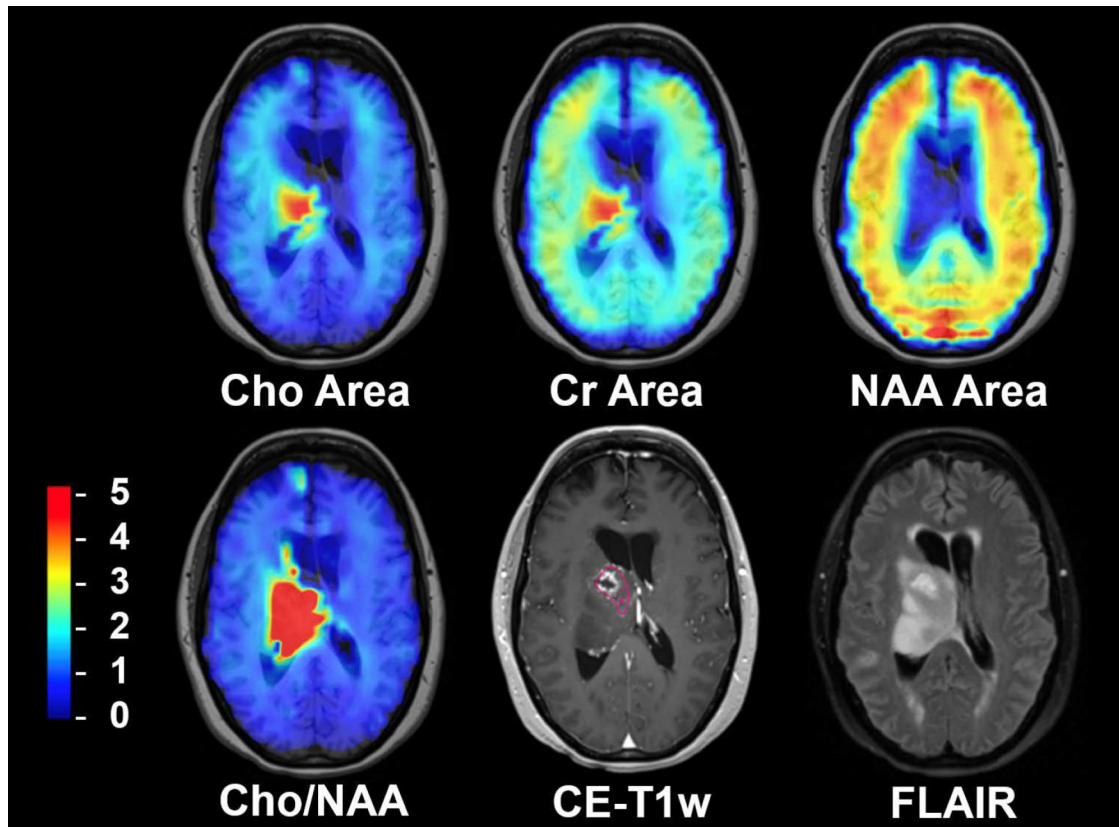 Cho Area
Cr Area
NAA Area
- 5
- 4
- 3
- 2
- 1
- 0
Cho/NAA
CE-T1w
FLAIR